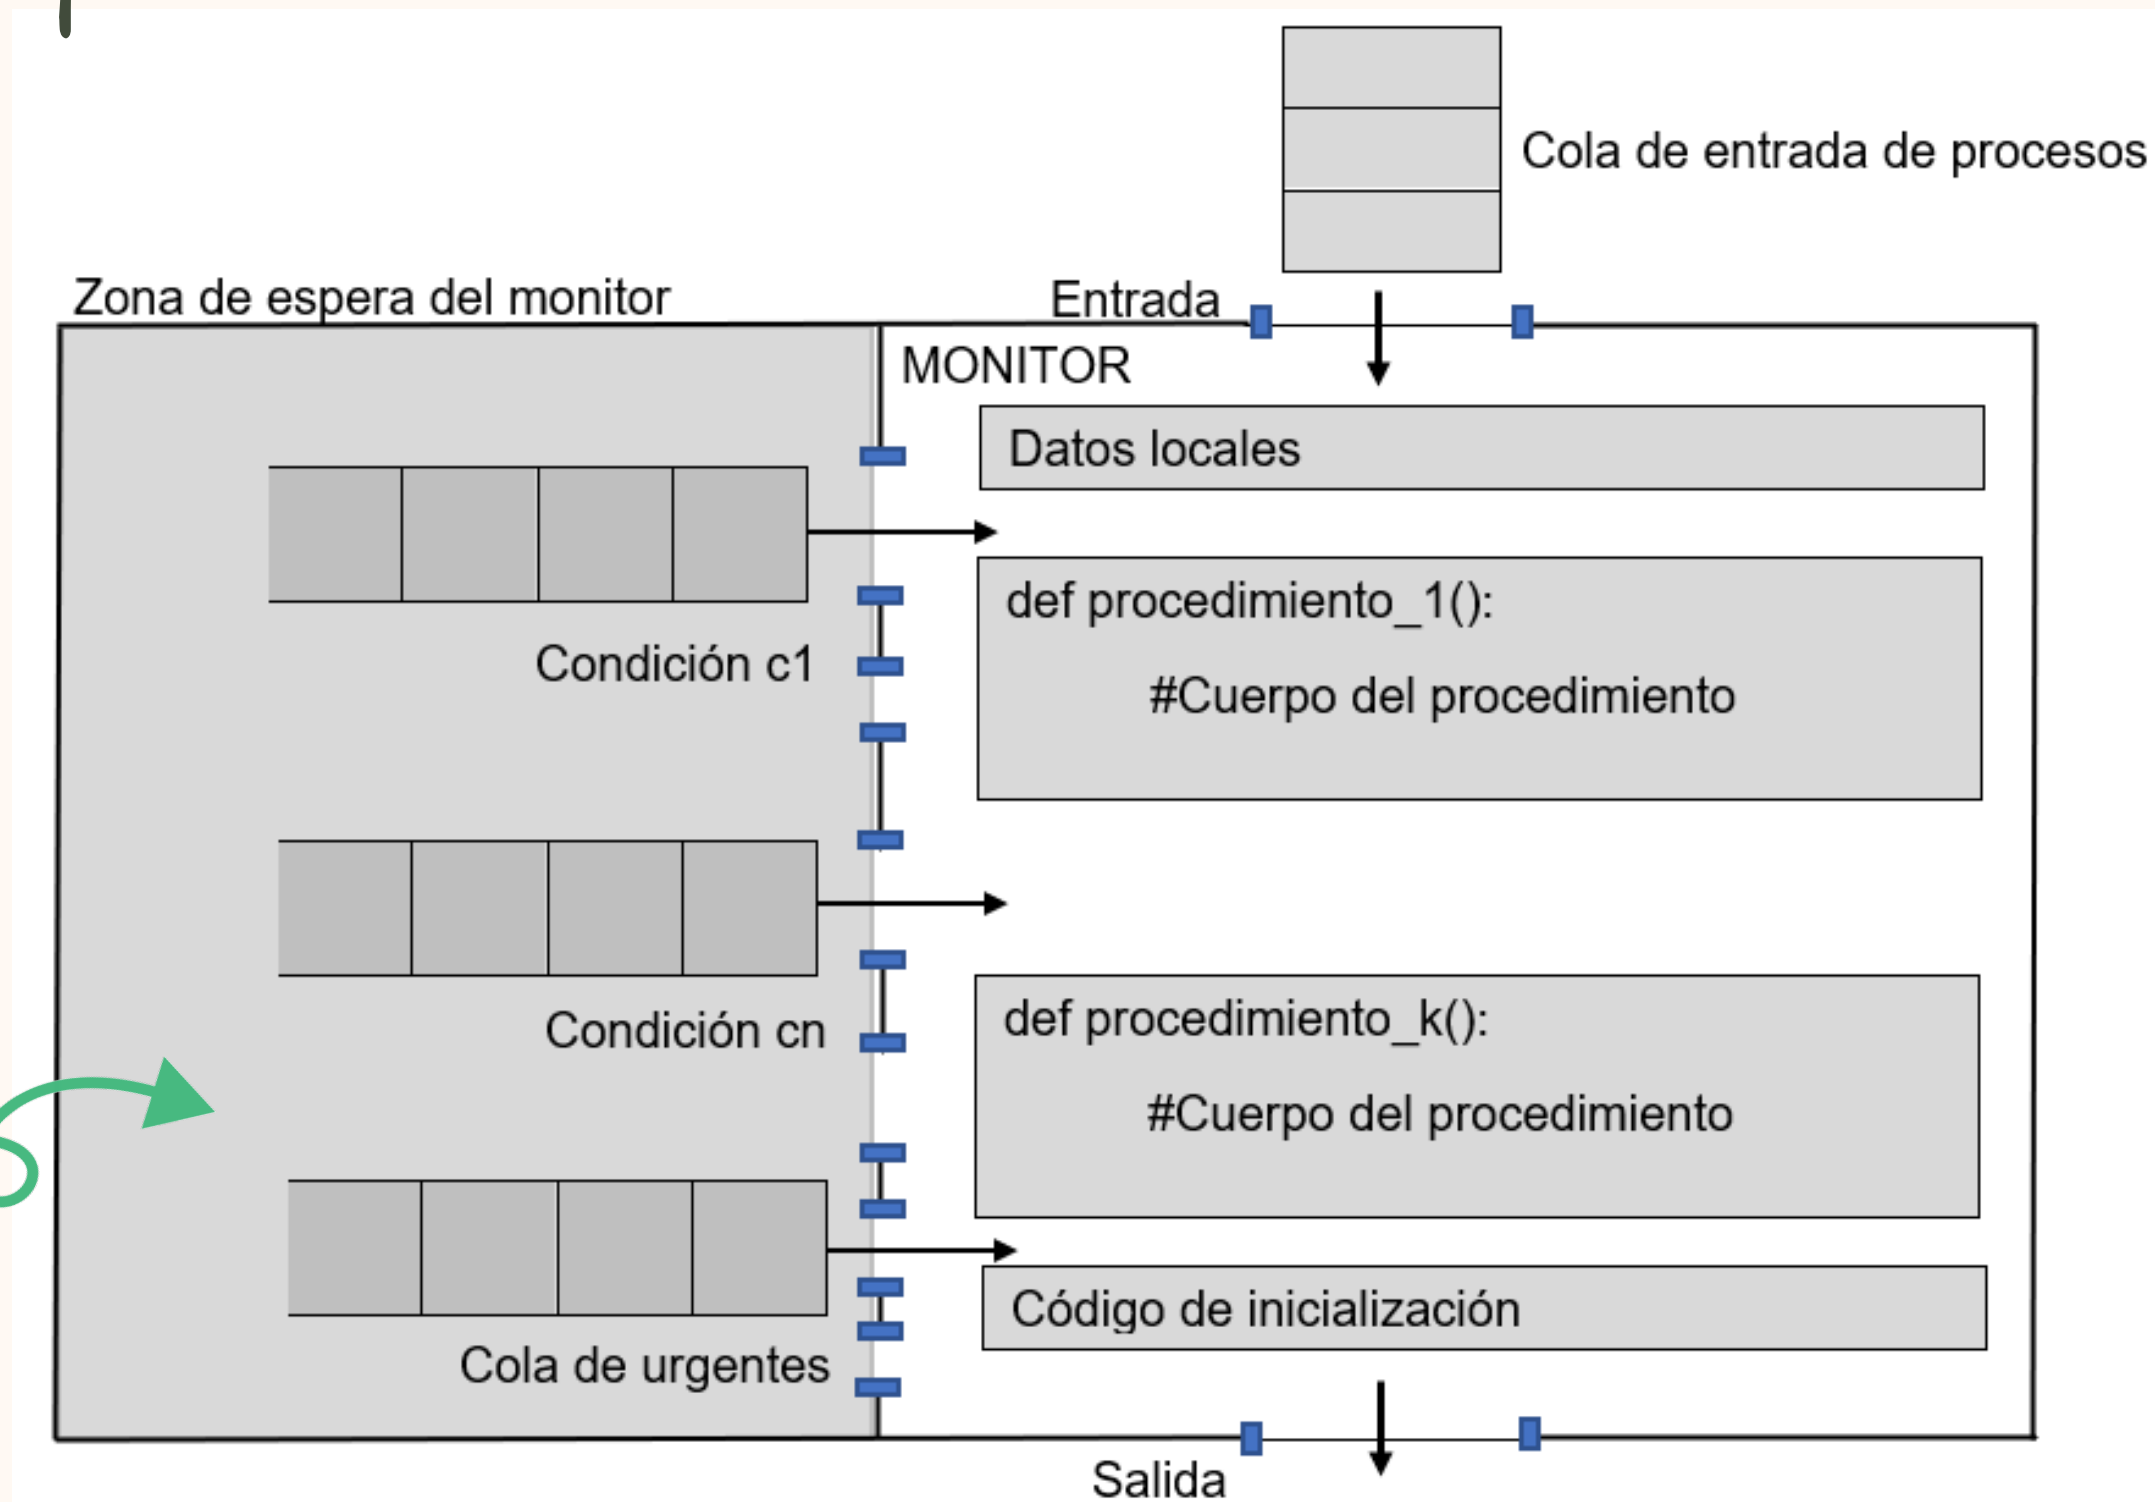 Cola de entrada de procesos
Zona de espera del monitor
Entrada
MONITOR
Datos locales
def procedimiento_1():
#Cuerpo del procedimiento
Condición c1
Condición cn
def procedimiento_k():
#Cuerpo del procedimiento
Código de inicialización
Cola de urgentes
Salida